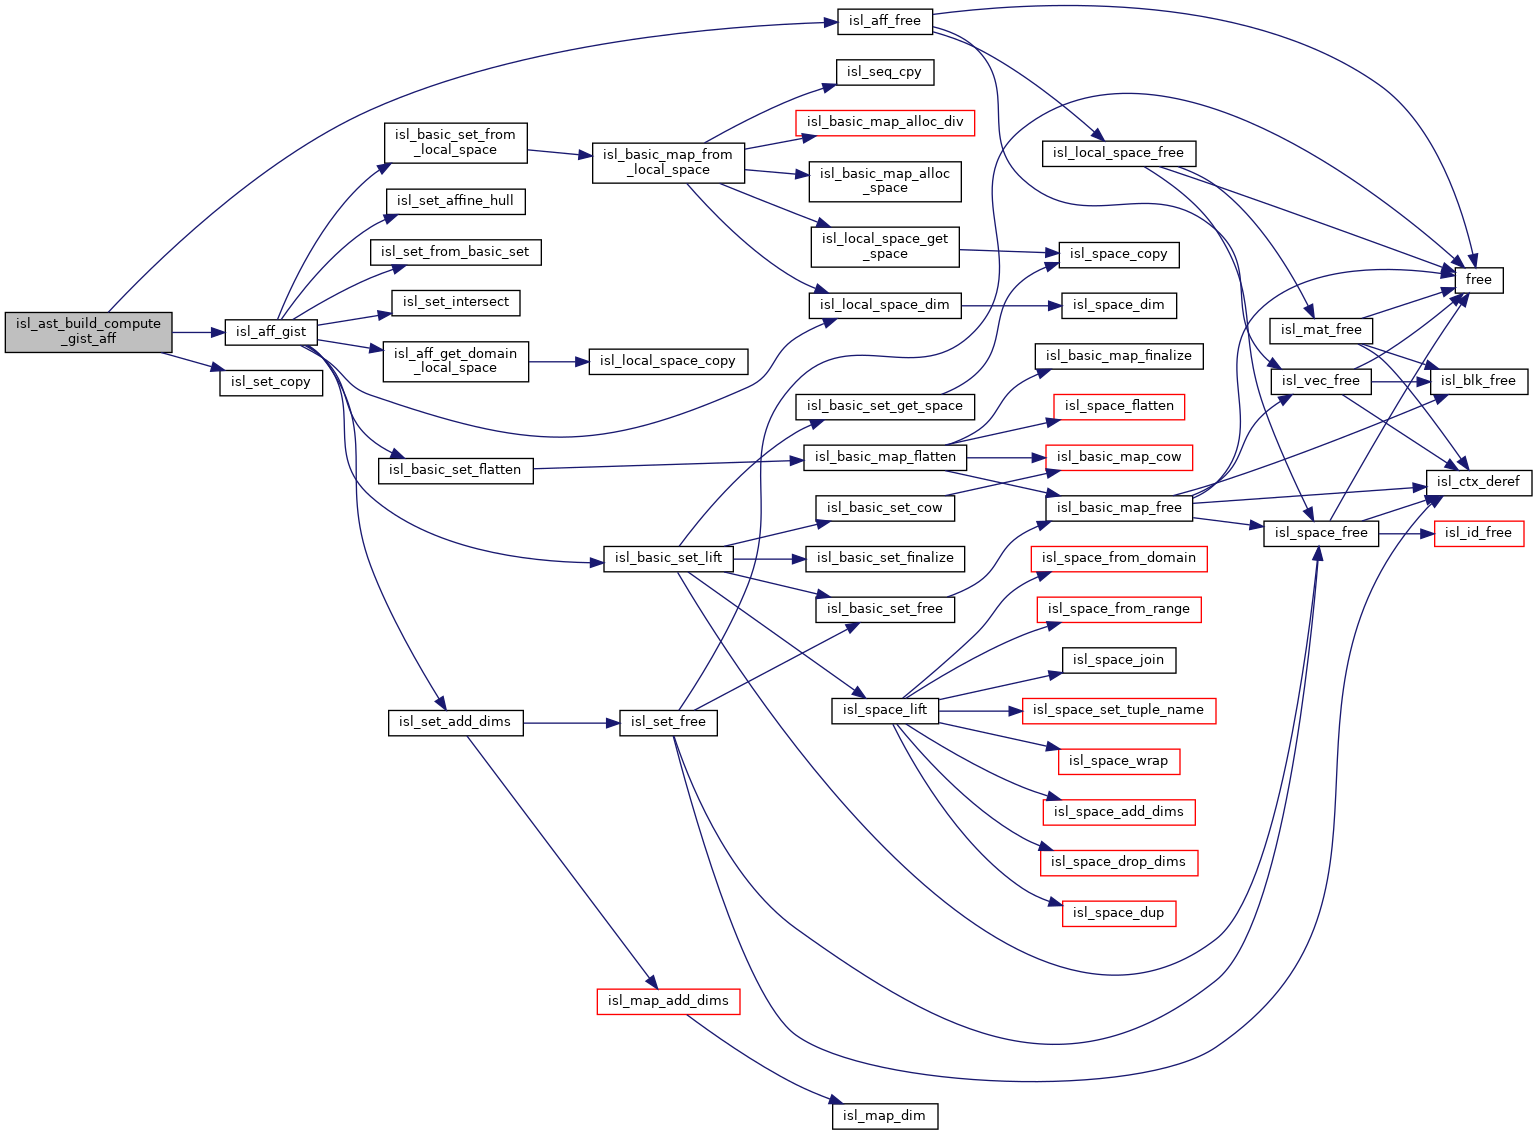 isl_ast_build_compute
_gist_aff
isl_aff_gist
isl_set_copy
isl_basic_set_from
_local_space
isl_set_affine_hull
isl_set_from_basic_set
isl_set_intersect
isl_aff_get_domain
_local_space
isl_basic_set_flatten
isl_set_add_dims
isl_basic_map_from
_local_space
isl_local_space_copy
isl_basic_set_lift
isl_set_free
isl_map_add_dims
isl_aff_free
isl_seq_cpy
isl_basic_map_alloc_div
isl_basic_map_alloc
_space
isl_local_space_get
_space
isl_local_space_dim
isl_basic_set_get_space
isl_basic_map_flatten
isl_basic_set_cow
isl_basic_set_finalize
isl_basic_set_free
isl_space_lift
isl_map_dim
isl_local_space_free
isl_space_copy
isl_space_dim
isl_basic_map_finalize
isl_space_flatten
isl_basic_map_cow
isl_basic_map_free
isl_space_from_domain
isl_space_from_range
isl_space_join
isl_space_set_tuple_name
isl_space_wrap
isl_space_add_dims
isl_space_drop_dims
isl_space_dup
isl_mat_free
isl_vec_free
isl_space_free
free
isl_blk_free
isl_ctx_deref
isl_id_free